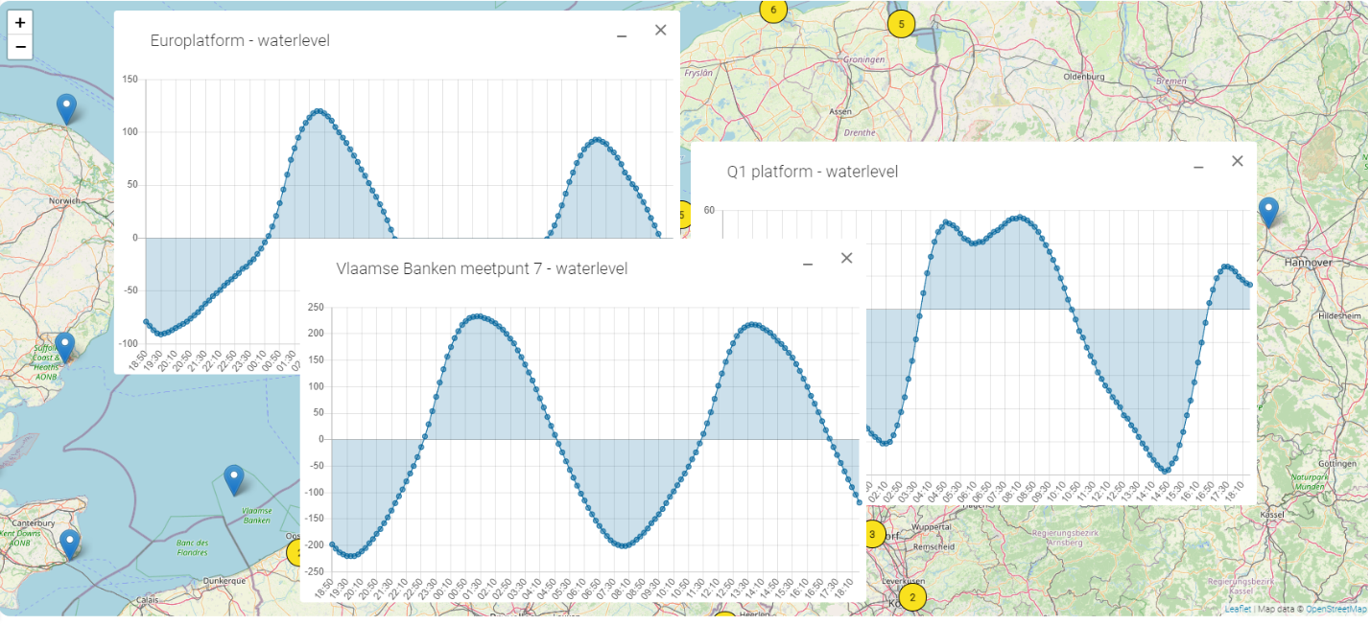 +
−
6
5
Europlatform - waterlevel
150
100
50
0
-50
-100
18:50
19:30
20:10
20:50
21:30
22:10
22:50
23:30
00:10
00:50
01:30
Fryslân
Groningen
Assen
Drenthe
Oldenburg
Bremen
Norwich
5
Q1 platform - waterlevel
60
02:10
02:50
03:30
04:10
04:50
05:30
06:10
06:50
07:30
08:10
08:50
09:30
10:10
10:50
11:30
12:10
12:50
13:30
14:10
14:50
15:30
16:10
16:50
17:30
18:10
Hannover
Hildesheim
Göttingen
Naturpark
Münden
Kassel
Kassel
Vlaamse Banken meetpunt 7 - waterlevel
250
200
150
100
50
0
-50
-100
-150
-200
-250
18:50
19:30
20:10
20:50
21:30
22:10
22:50
23:30
00:10
00:50
01:30
02:10
02:50
03:30
04:10
04:50
05:30
06:10
06:50
07:30
08:10
08:50
09:30
10:10
10:50
11:30
12:10
12:50
13:30
14:10
14:50
15:30
16:10
16:50
17:30
18:10
Suffolk
Coast &
Heaths
AONB
Canterbury
Kent Downs
AONB
Vlaamse
Banken
Banc des
Flandres
Dunkerque
Calais
3
Wuppertal
Remscheid
Leverkusen
2
Regierungsbezirk
Arnsberg
Regierungsbezirk
Leaflet | Map data © OpenStreetMap